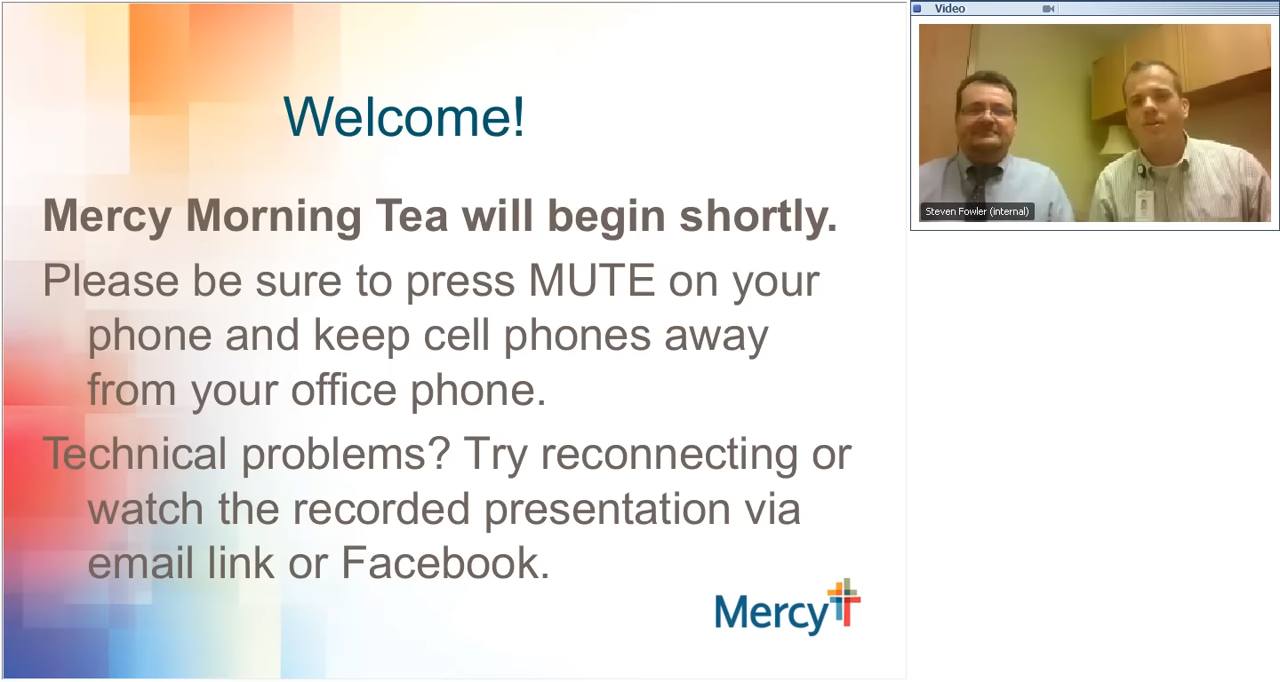 Welcome!
Mercy Morning Tea will begin shortly.
Please be sure to press MUTE on your
phone and keep cell phones away
from your office phone.
Technical problems? Try reconnecting or
watch the recorded presentation via
email link or Facebook.
Mercy
Video
Steven Fowler (internal)